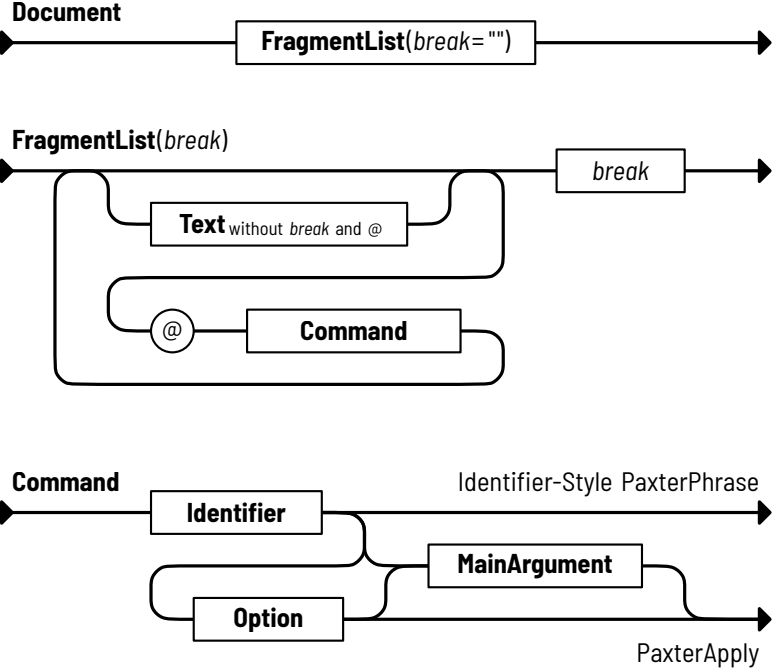 Document
FragmentList(break="")
FragmentList(break)
break
Text without break and @
@
Command
Command
Identifier-Style PaxterPhrase
Identifier
MainArgument
Option
PaxterApply